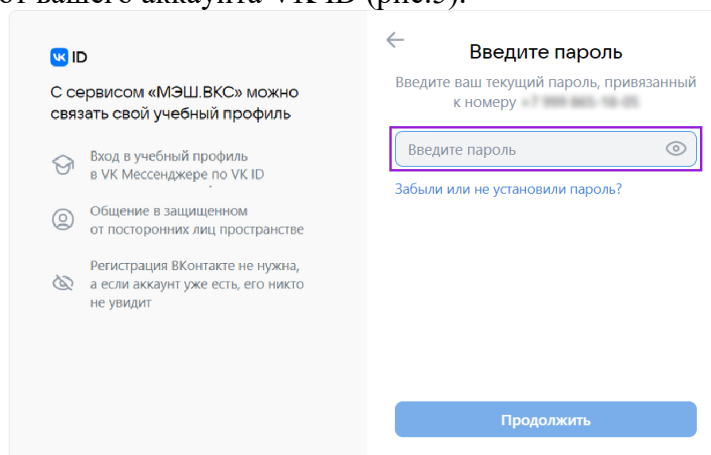 от вашего аккаунта VK ID (рис.5).
VK ID
С сервисом «МЭШ.ВКС» можно
связать свой учебный профиль
Вход в учебный профиль
в VK Мессенджере по VK ID
Общение в защищенном
от посторонних лиц пространстве
Регистрация ВКонтакте не нужна,
а если аккаунт уже есть, его никто
не увидит
Введите пароль
Введите ваш текущий пароль, привязанный
к номеру
Введите пароль
Забыли или не установили пароль?
Продолжить